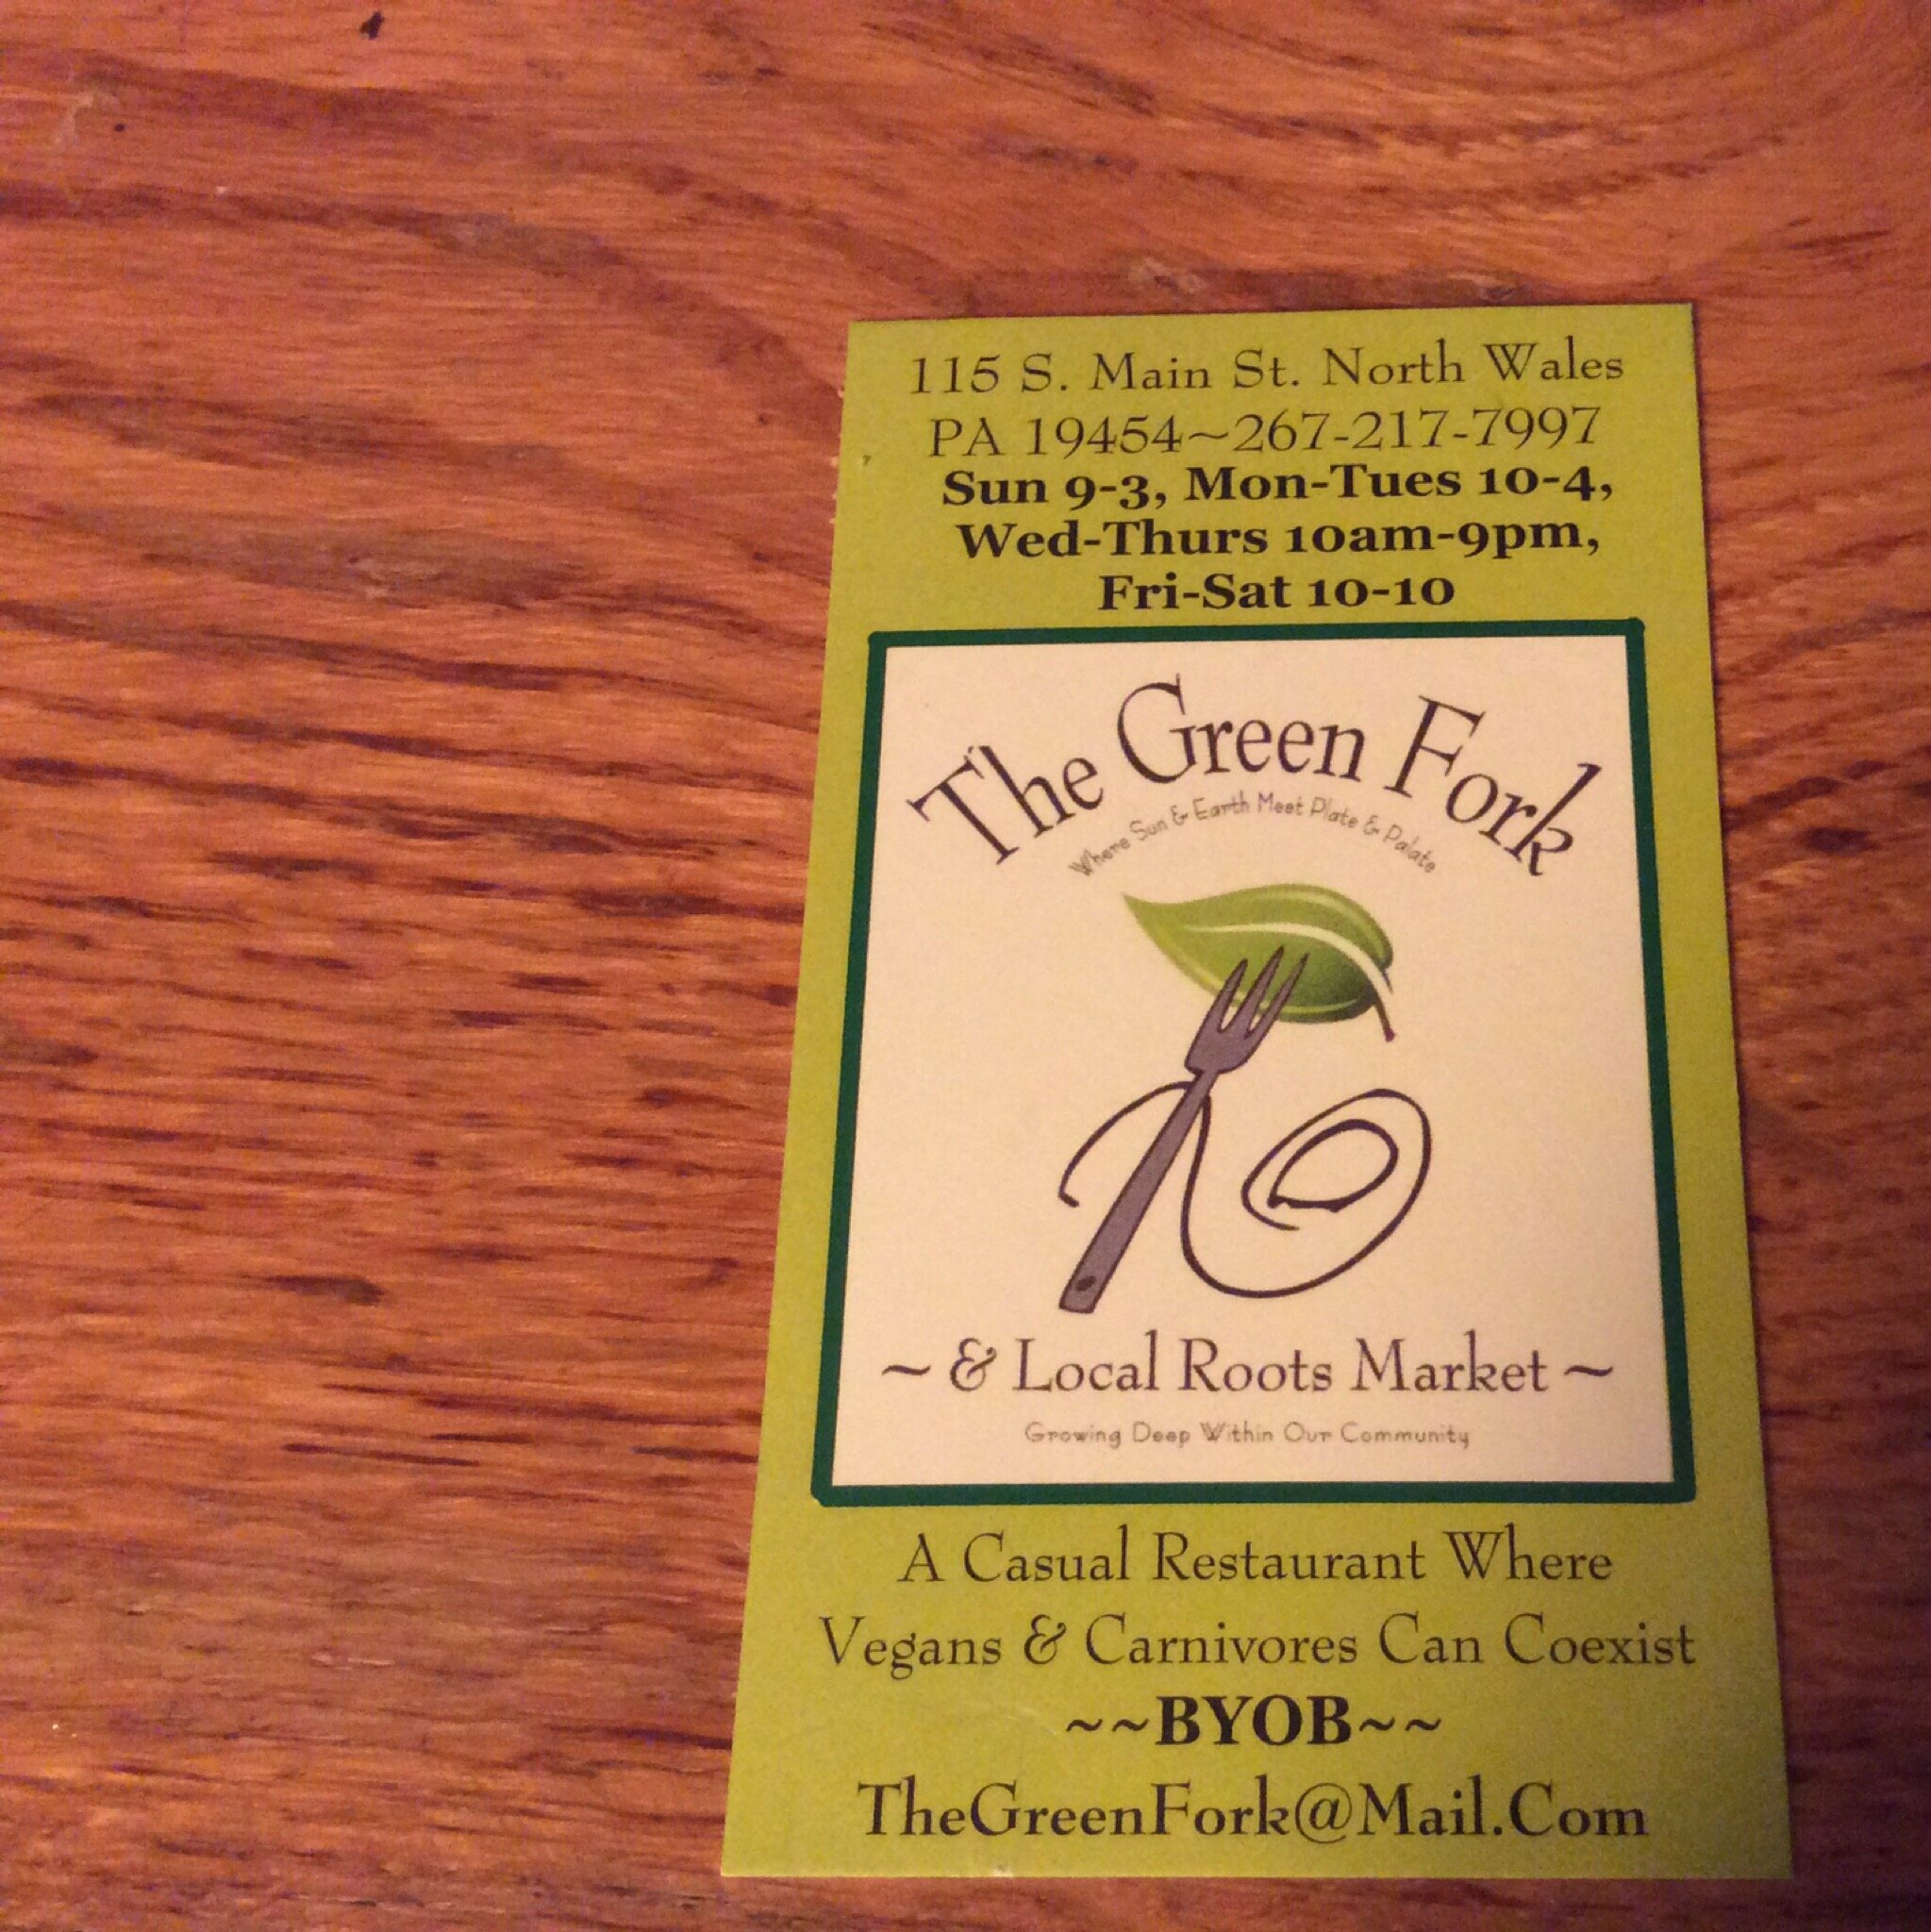 115 S. Main St. North Wales
PA 19454~267-217-7997
Sun 9-3, Mon-Tues 10-4,
Wed-Thurs 10am-9pm,
Fri-Sat 10-10
The Green Fork
Where Sun & Earth Meet Plate & Palate
~ & Local Roots Market ~
Growing Deep Within Our Community
A Casual Restaurant Where
Vegans & Carnivores Can Coexist
~~BYOB~~
TheGreenFork@Mail.Com